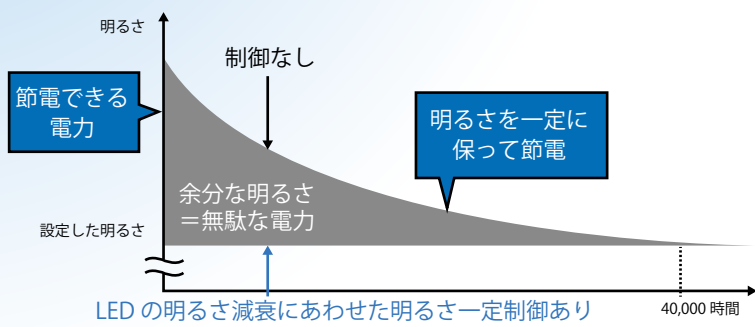 明るさ
制御なし
節電できる
電力
明るさを一定に
保って節電
余分な明るさ
＝無駄な電力
設定した明るさ
LED の明るさ減衰にあわせた明るさ一定制御あり
40,000 時間